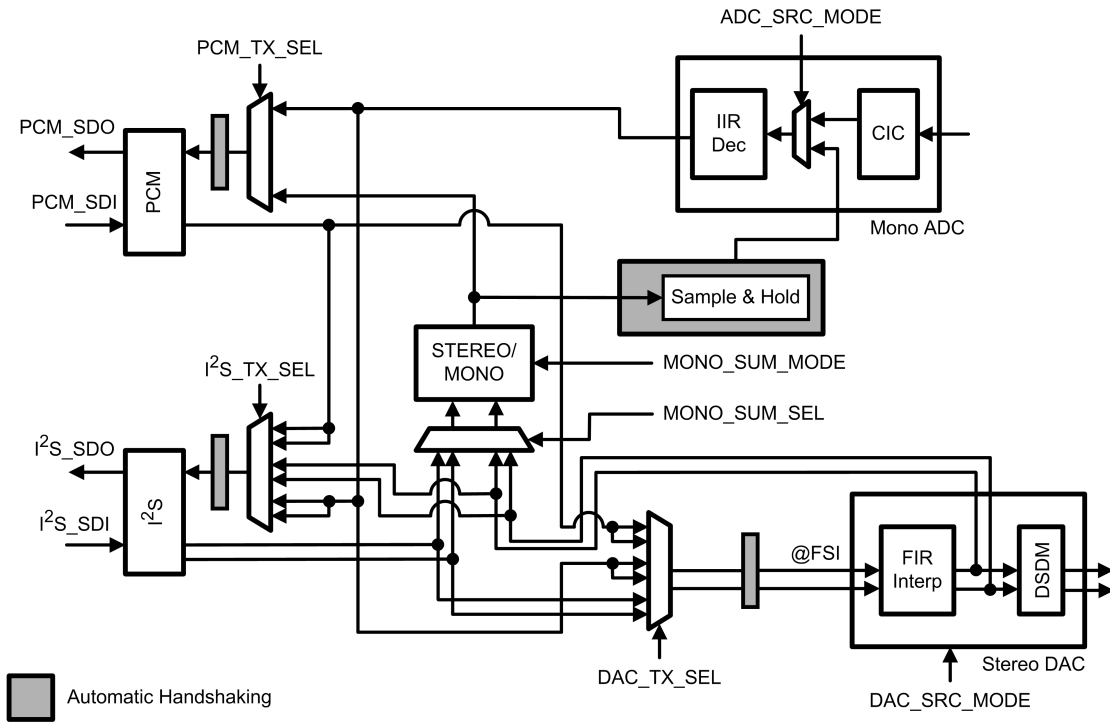 ADC_SRC_MODE
PCM_TX_SEL
PCM_SDO
PCM
IIR
Dec
CIC
PCM_SDI
Mono ADC
Sample & Hold
STEREO/
MONO
MONO_SUM_MODE
I²S_TX_SEL
MONO_SUM_SEL
I²S_SDO
I²S
I²S_SDI
@FSI
FIR
Interp
DSDM
Stereo DAC
DAC_TX_SEL
DAC_SRC_MODE
Automatic Handshaking